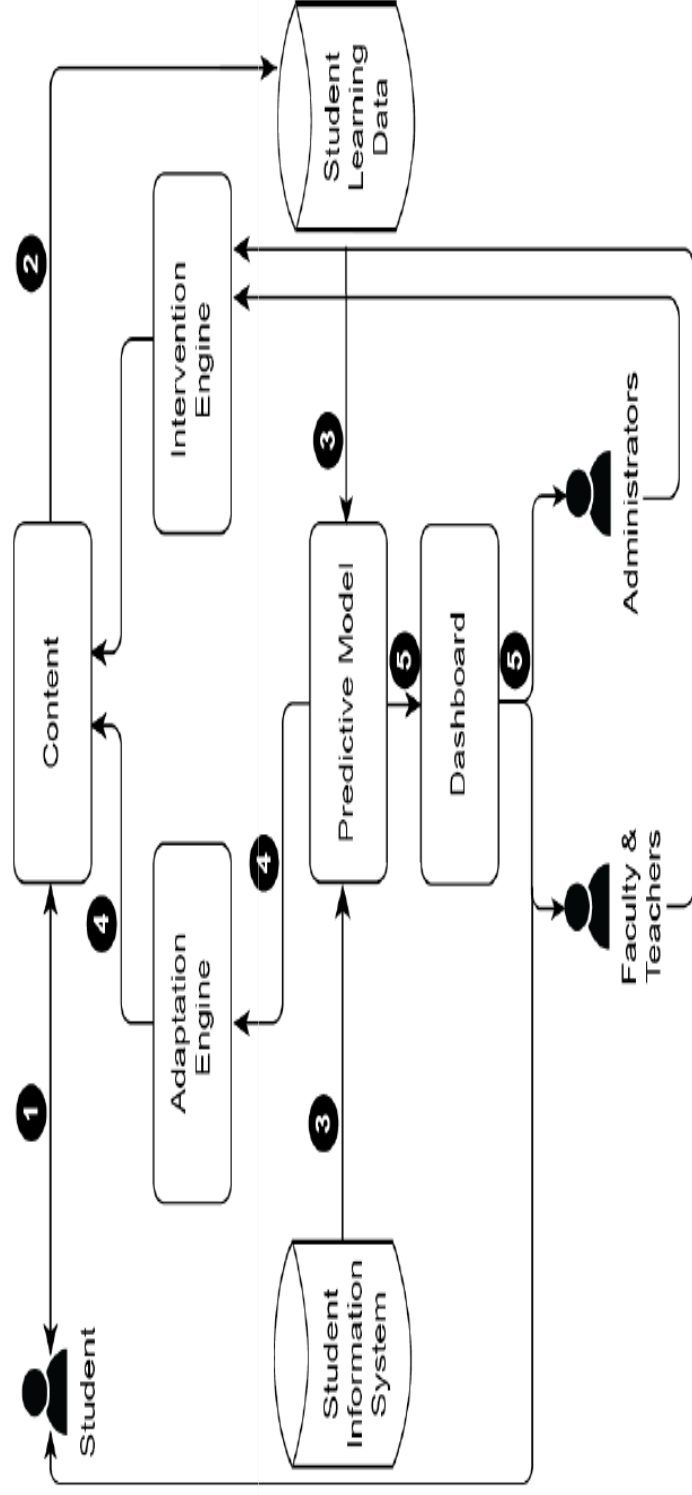 1
2
Student
Content
4
Adaptation
Engine
Intervention
Engine
4
3
3
Student
Information
System
Predictive Model
Student
Learning
Data
5
Dashboard
5
Faculty &
Teachers
Administrators